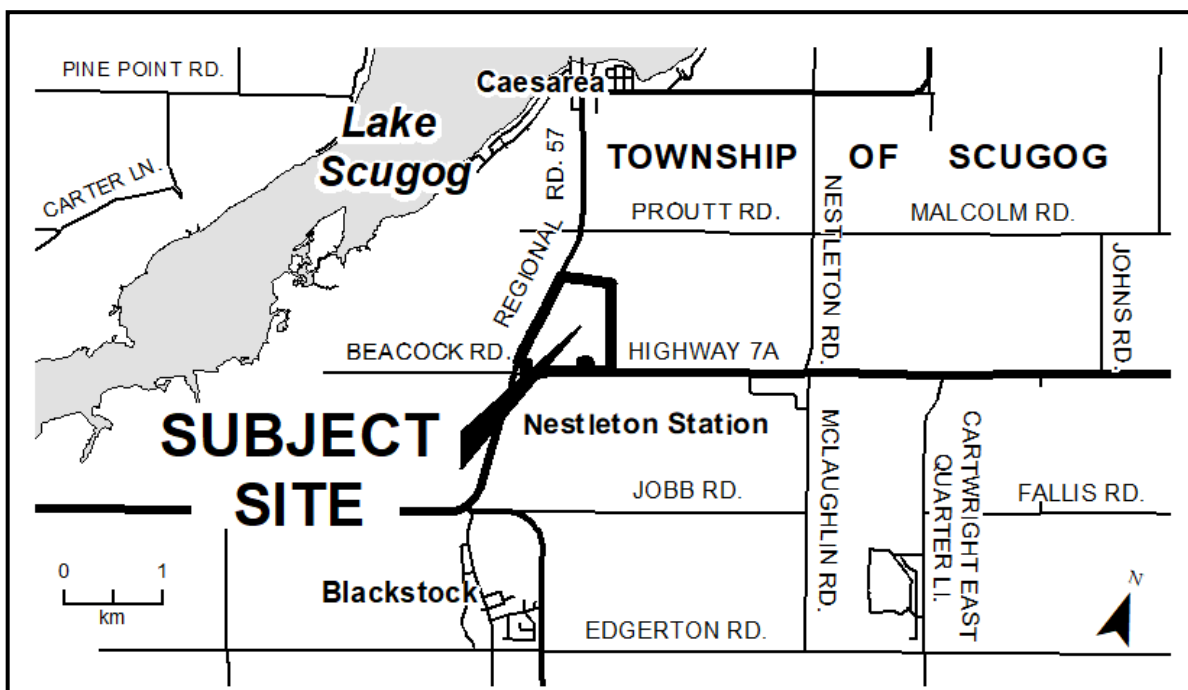 PINE POINT RD.
Caesarea
Lake
Scugog
CARTER LN.
REGIONAL RD. 57
TOWNSHIP OF SCUGOG
PROUTT RD.
MALCOLM RD.
NESTLETON RD.
JOHNS RD.
BEACOCK RD.
HIGHWAY 7A
SUBJECT
SITE
Nestleton Station
MCLAUGHLIN RD.
CARTWRIGHT EAST
QUARTER LI.
JOBB RD.
FALLIS RD.
0 1
km
Blackstock
EDGERTON RD.
N